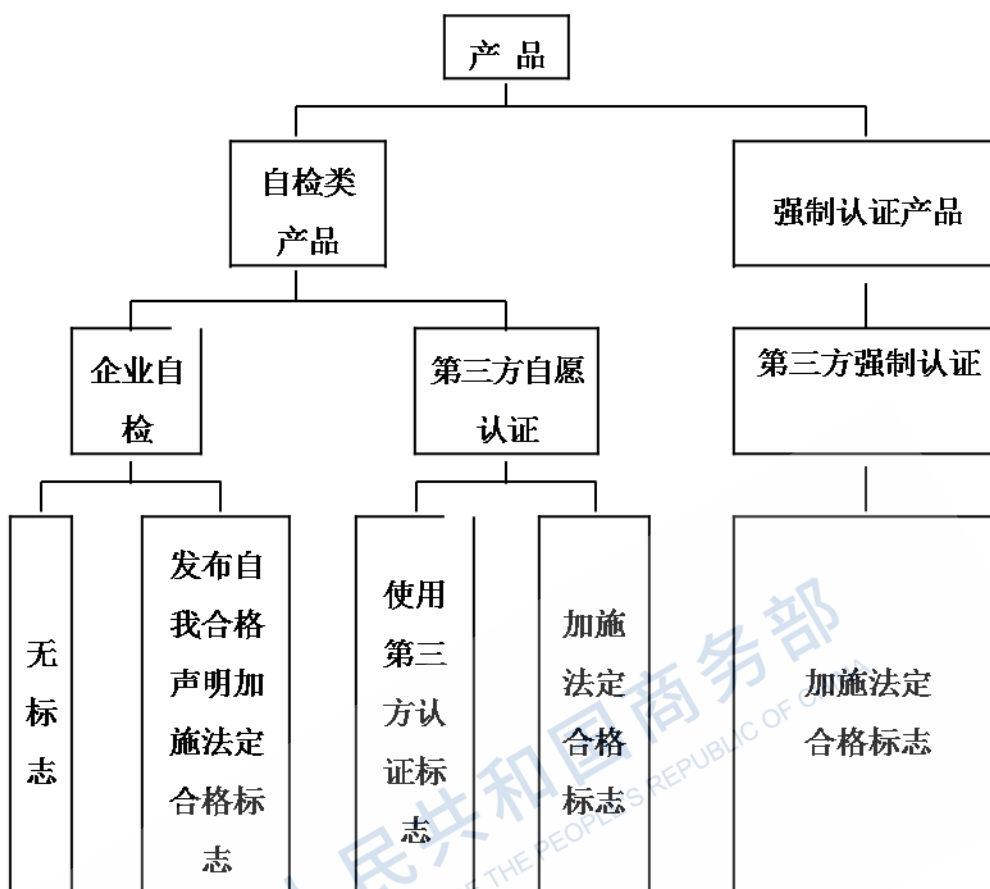 产 品
自检类
产品
强制认证产品
企业自
检
第三方自愿
认证
第三方强制认证
无
标
志
发布自
我合格
声明加
施法定
合格标
志
使用
第三
方认
证标
志
加施
法定
合格
标志
加施法定
合格标志
人民共和国商务部
OF THE PEOPLE'S REPUBLIC OF CHINA